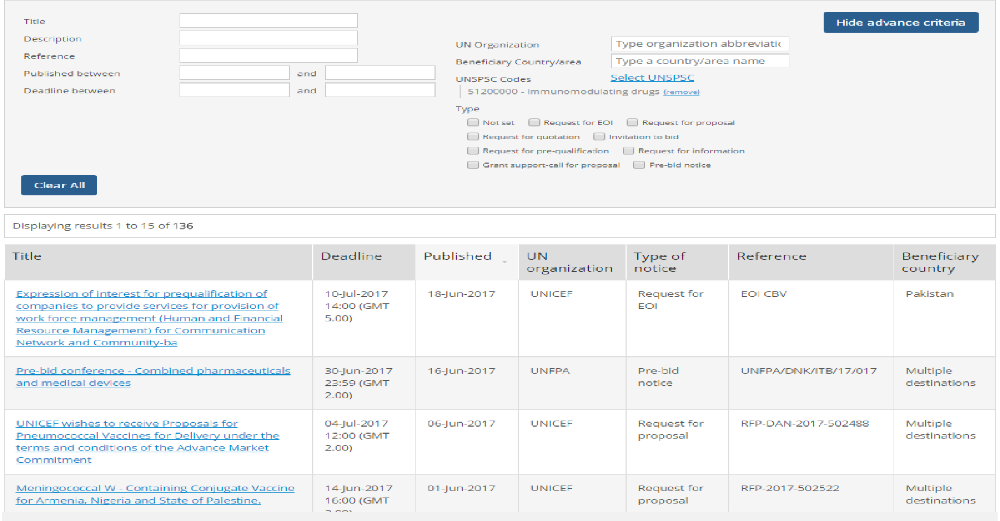 Title
Description
Reference
Published between and
Deadline between and
Hide advance criteria
UN Organization Type organization abbreviatic
Beneficiary Country/area Type a country/area name
UNSPSC Codes Select UNSPSC
51200000 - Immunomodulating drugs (remove)
Type
Not set Request for EOI Request for proposal
Request for quotation Invitation to bid
Request for pre-qualification Request for information
Grant support-call for proposal Pre-bid notice
Clear All
Displaying results 1 to 15 of 136
Title Deadline Published UN organization Type of notice Reference Beneficiary country
Expression of interest for prequalification of 10-Jul-2017 18-Jun-2017 UNICEF Request for EOI CBV Pakistan
companies to provide services for provision of 14:00 (GMT EOI
work force management (Human and Financial 5.00)
Resource Management) for Communication
Network and Community-ba
Pre-bid conference - Combined pharmaceuticals 30-Jun-2017 16-Jun-2017 UNFPA Pre-bid UNFPA/DNK/ITB/17/017 Multiple
and medical devices 23:59 (GMT notice destinations
2.00)
UNICEF wishes to receive Proposals for 04-Jul-2017 06-Jun-2017 UNICEF Request for RFP-DAN-2017-502488 Multiple
Pneumococcal Vaccines for Delivery under the 12:00 (GMT proposal destinations
terms and conditions of the Advance Market 2.00)
Commitment
Meningococcal W - Containing Conjugate Vaccine 14-Jun-2017 01-Jun-2017 UNICEF Request for RFP-2017-502522 Multiple
for Armenia, Nigeria and State of Palestine. 16:00 (GMT proposal destinations